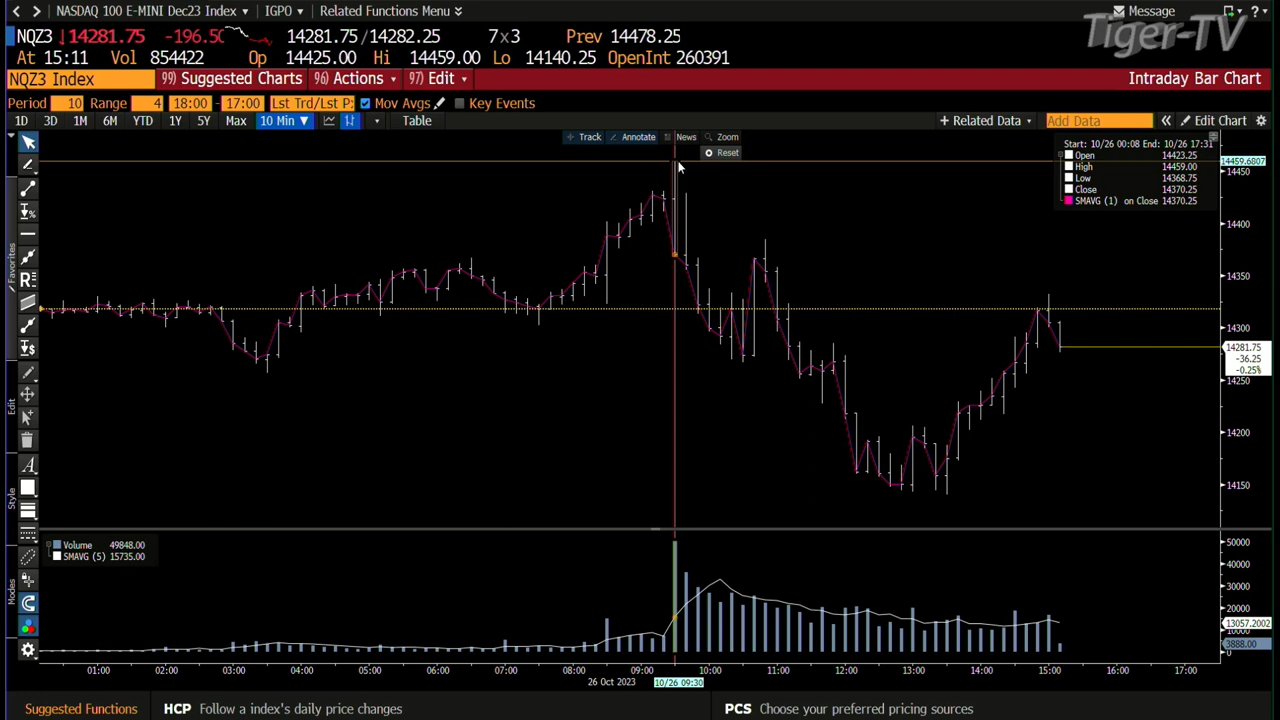 NASDAQ 100 E-MINI Dec23 Index ▾ IGPO ▾ Related Functions Menu Message
Tiger-TV
NQZ3 ↓14281.75 -196.50 14281.75/14282.25 7×3 Prev 14478.25
At 15:11 Vol 854422 Op 14425.00 Hi 14459.00 Lo 14140.25 OpenInt 260391
NQZ3 Index 99) Suggested Charts 96) Actions 97) Edit Intraday Bar Chart
Period 10 Range 4 18:00 - 17:00 Lst Trd/Lst P: Mov Avgs Key Events
1D 3D 1M 6M YTD 1Y 5Y Max 10 Min ▼ Table + Related Data Add Data « Edit Chart
Track Annotate News Zoom
Reset
Start: 10/26 00:08 End: 10/26 17:31
Open 14423.25
High 14459.00
Low 14368.75
Close 14370.25
SMAVG (1) on Close 14370.25
14459.6807
14450
14400
14350
14300
14281.75
-36.25
-0.25%
14250
14200
14150
Favorites
Edit
Style
Modes
Volume 49848.00
SMAVG (5) 15735.00
50000
40000
30000
20000
13057.2002
10000
3888.00
0
01:00 02:00 03:00 04:00 05:00 06:00 07:00 08:00 09:00 10:00 11:00 12:00 13:00 14:00 15:00 16:00 17:00
26 Oct 2023 10/26 09:30
Suggested Functions HCP Follow a index's daily price changes PCS Choose your preferred pricing sources